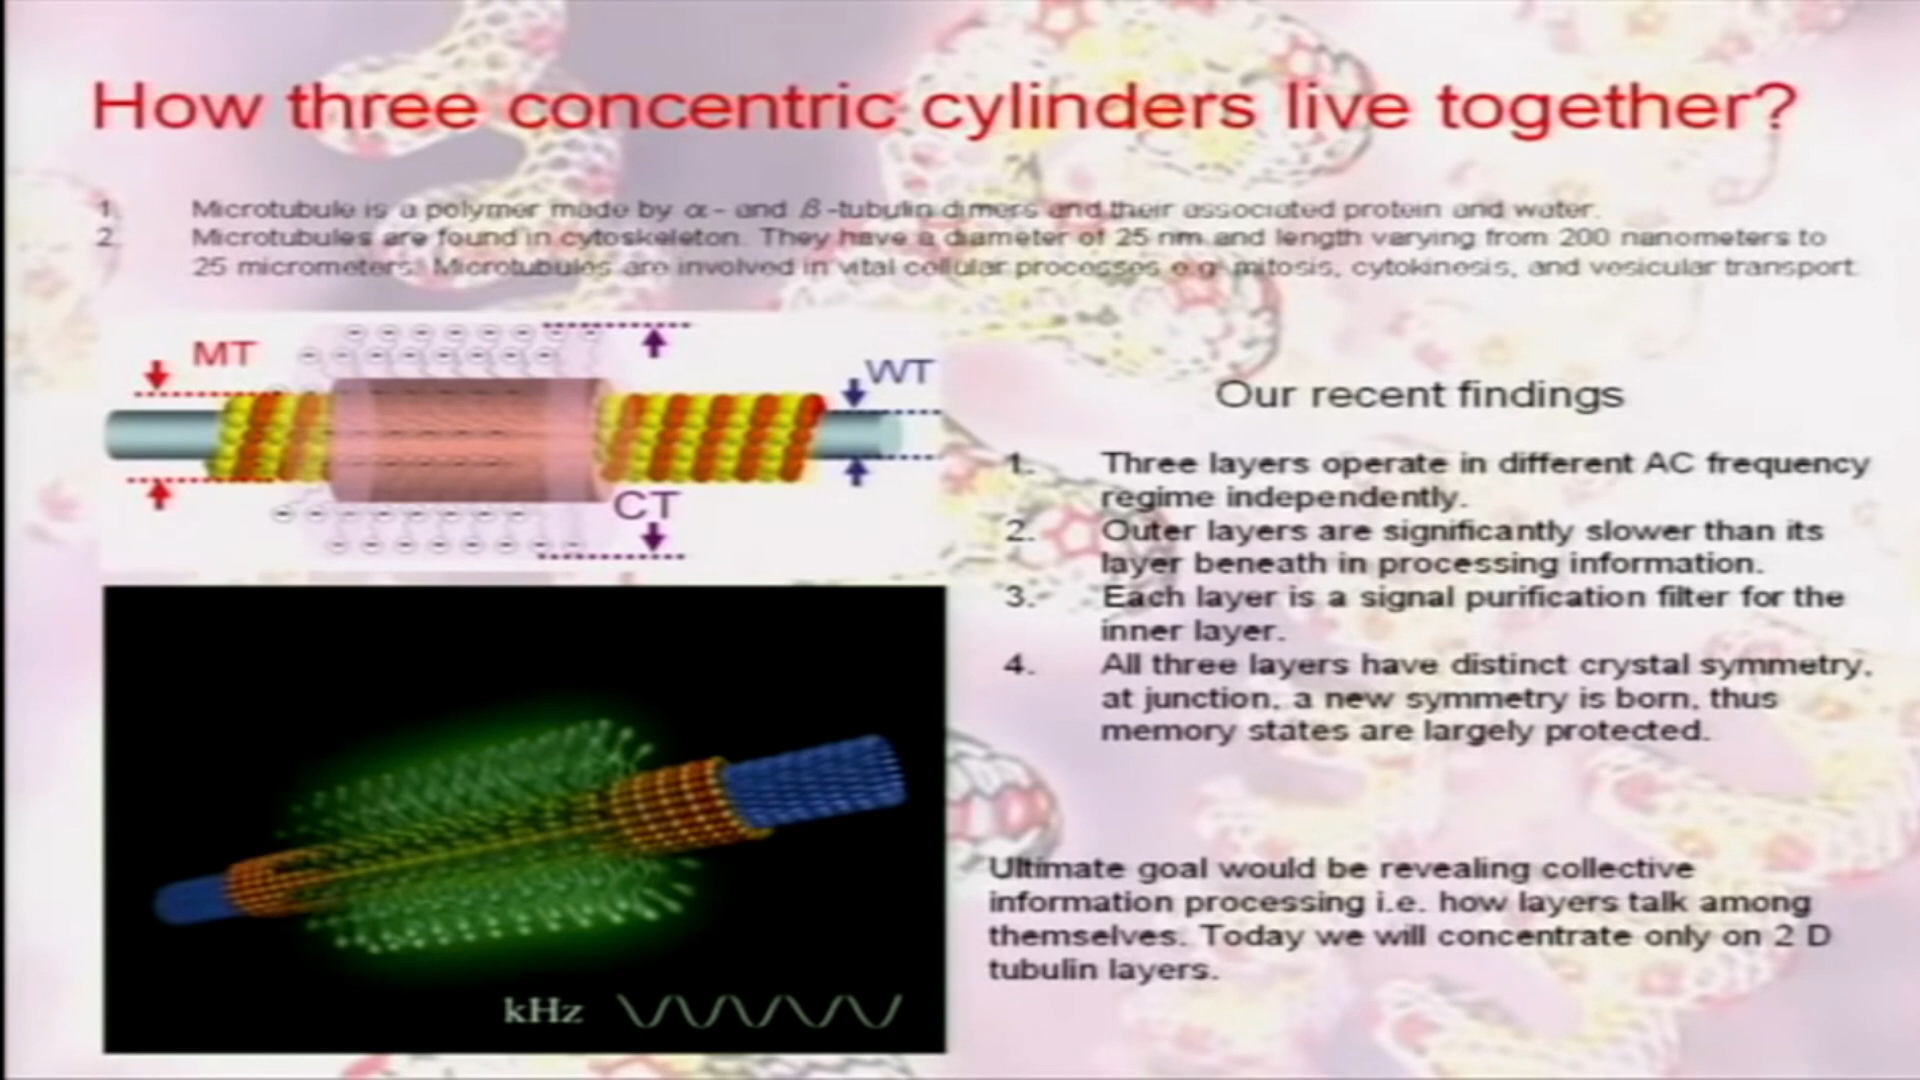 How three concentric cylinders live together?
1. Microtubule is a polymer made by α- and β-tubulin dimers and their associated protein and water.
2. Microtubules are found in cytoskeleton. They have a diameter of 25 nm and length varying from 200 nanometers to
25 micrometers. Microtubules are involved in vital cellular processes e.g. mitosis, cytokinesis, and vesicular transport.
MT
WT
CT
Our recent findings
1. Three layers operate in different AC frequency
regime independently.
2. Outer layers are significantly slower than its
layer beneath in processing information.
3. Each layer is a signal purification filter for the
inner layer.
4. All three layers have distinct crystal symmetry,
at junction, a new symmetry is born, thus
memory states are largely protected.
Ultimate goal would be revealing collective
information processing i.e. how layers talk among
themselves. Today we will concentrate only on 2 D
tubulin layers.
kHz